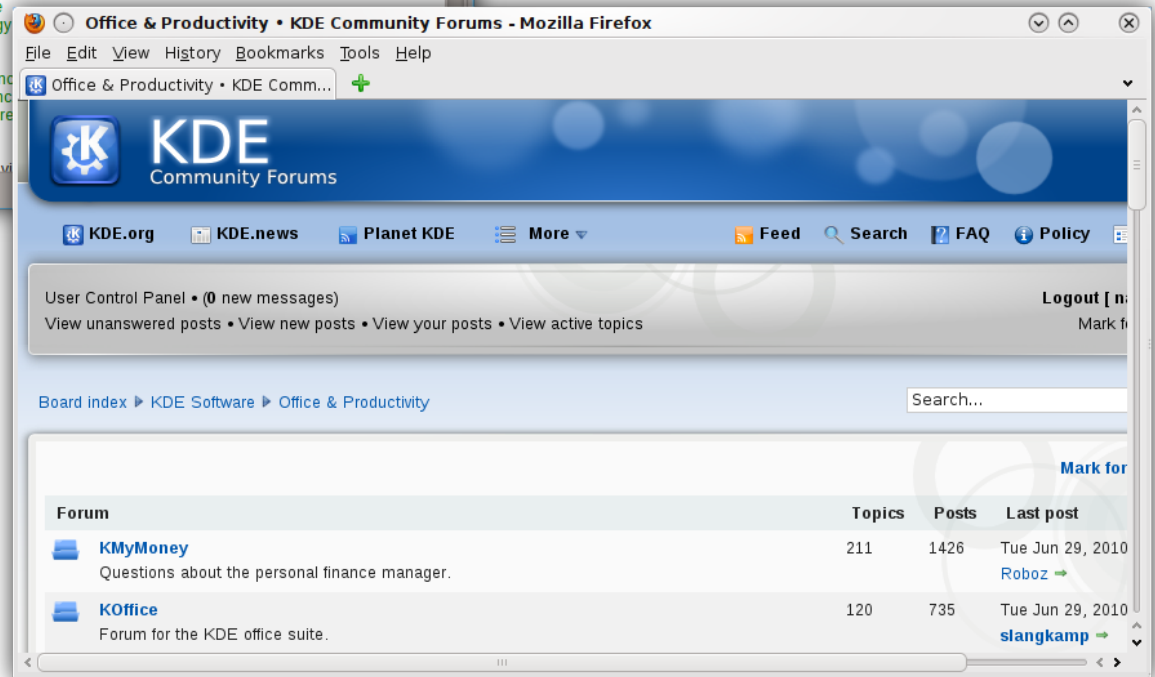 Office & Productivity • KDE Community Forums - Mozilla Firefox
File Edit View History Bookmarks Tools Help
Office & Productivity • KDE Comm...
KDE
Community Forums
KDE.org KDE.news Planet KDE More Feed Search FAQ Policy
User Control Panel • (0 new messages) Logout [
View unanswered posts • View new posts • View your posts • View active topics Mark
Board index KDE Software Office & Productivity Search...
Mark for
Forum Topics Posts Last post
KMyMoney 211 1426 Tue Jun 29, 2010
Questions about the personal finance manager. Roboz
KOffice 120 735 Tue Jun 29, 2010
Forum for the KDE office suite. slangkamp